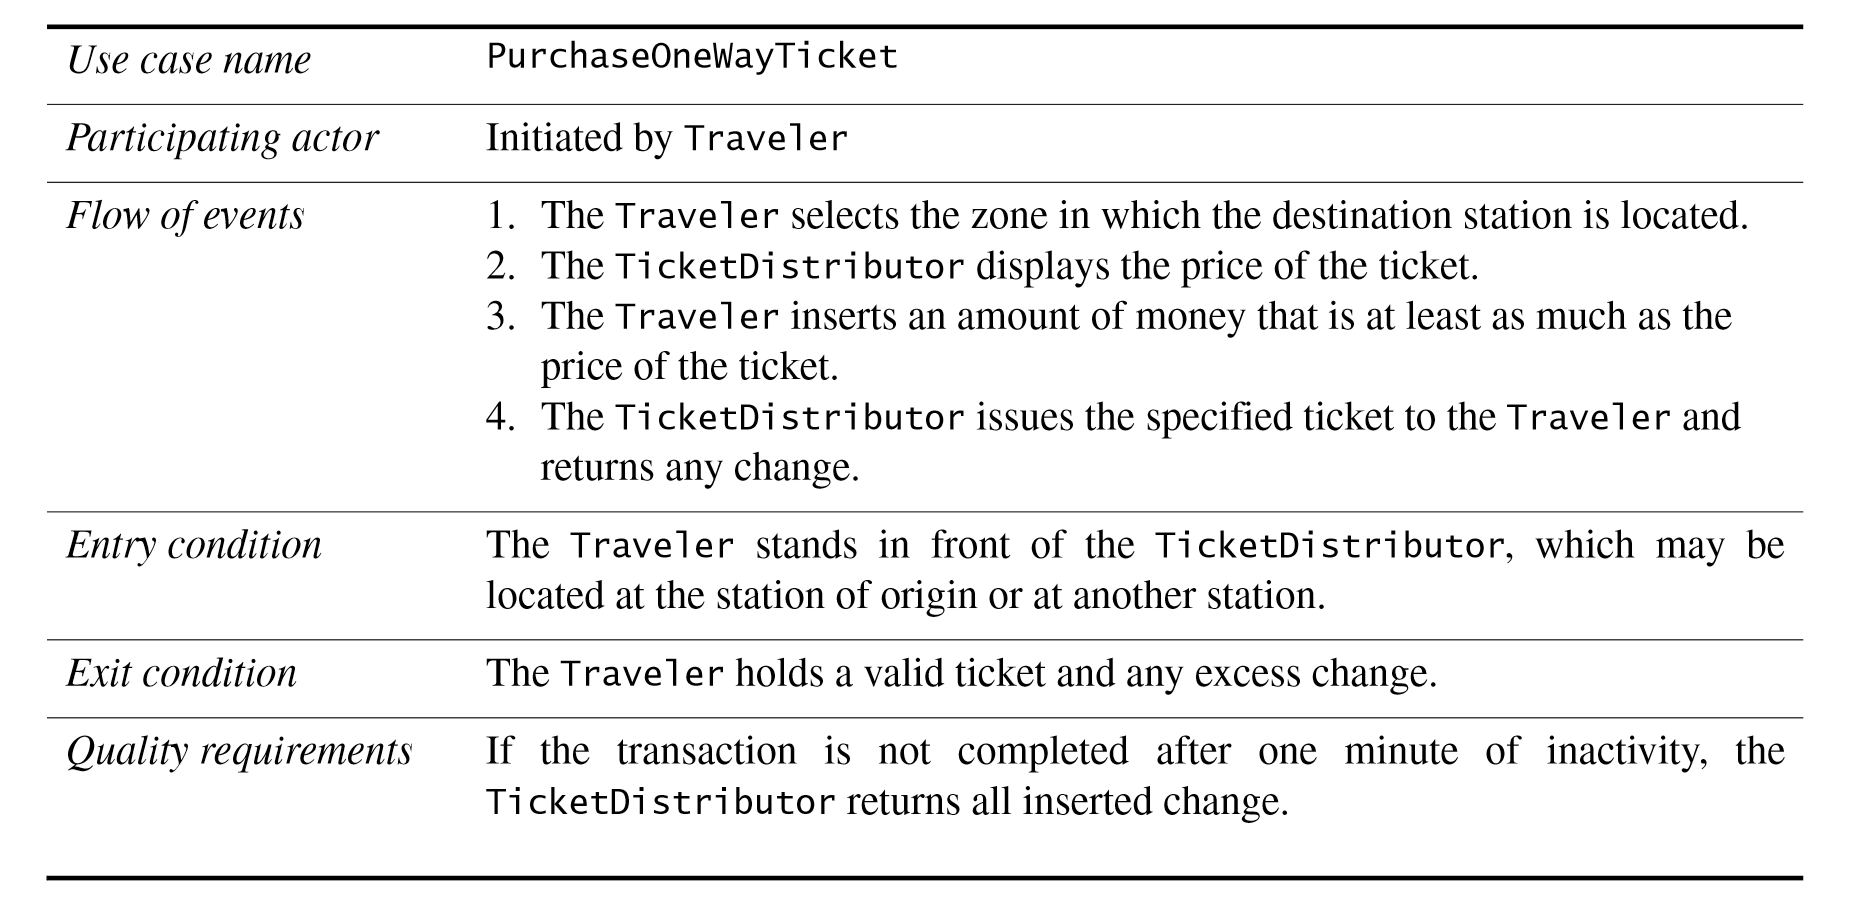 Use case name PurchaseOneWayTicket
Participating actor Initiated by Traveler
Flow of events 1. The Traveler selects the zone in which the destination station is located.
2. The TicketDistributor displays the price of the ticket.
3. The Traveler inserts an amount of money that is at least as much as the
price of the ticket.
4. The TicketDistributor issues the specified ticket to the Traveler and
returns any change.
Entry condition The Traveler stands in front of the TicketDistributor, which may be
located at the station of origin or at another station.
Exit condition The Traveler holds a valid ticket and any excess change.
Quality requirements If the transaction is not completed after one minute of inactivity, the
TicketDistributor returns all inserted change.